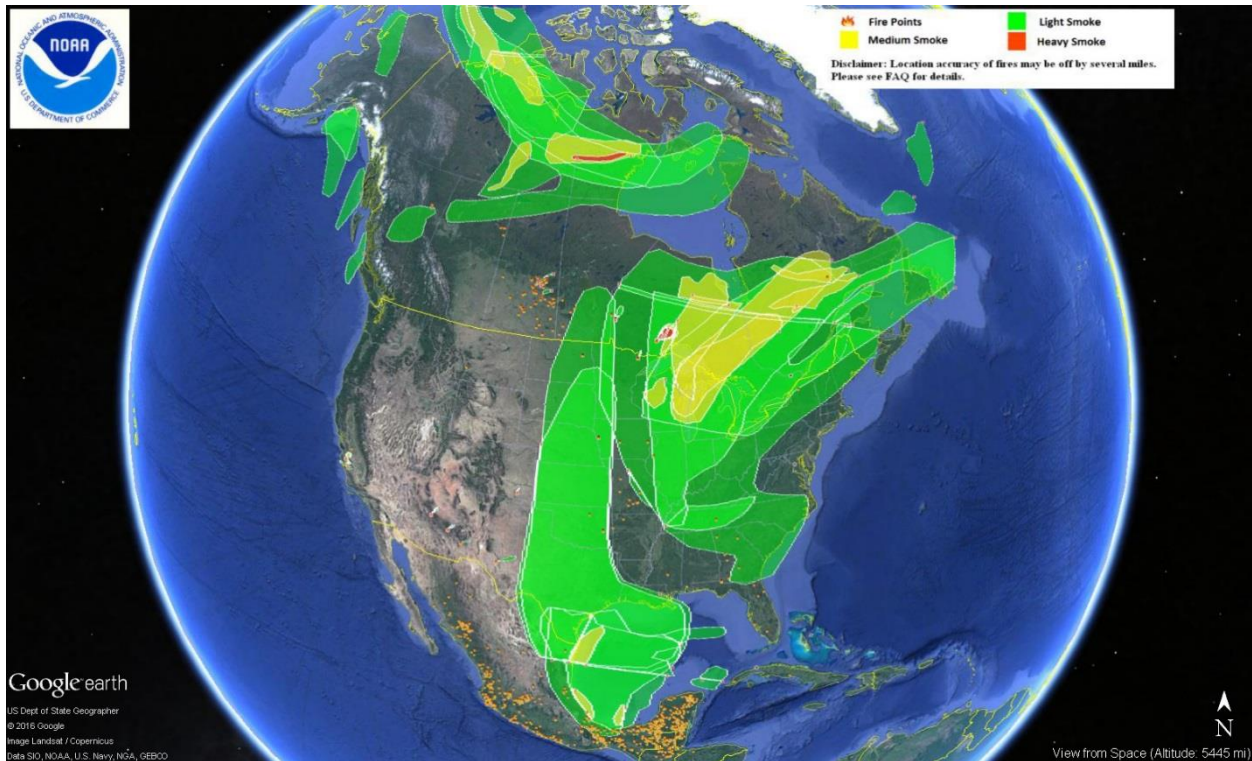 NATIONAL OCEANIC AND ATMOSPHERIC ADMINISTRATION
NOAA
U.S. DEPARTMENT OF COMMERCE
Fire Points
Light Smoke
Medium Smoke
Heavy Smoke
Disclaimer: Location accuracy of fires may be off by several miles.
Please see FAQ for details.
Google earth
US Dept of State Geographer
© 2016 Google
Image Landsat / Copernicus
Data SIO, NOAA, U.S. Navy, NGA, GEBCO
N
View from Space (Altitude: 5445 mi)